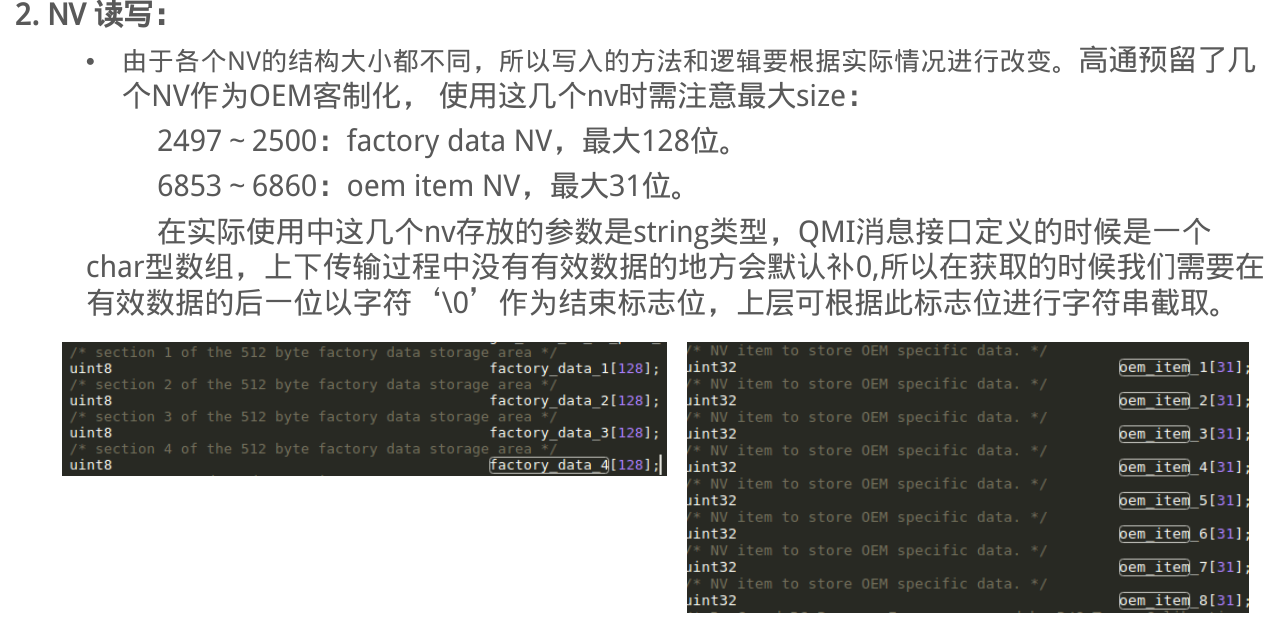 2. NV 读写：
• 由于各个NV的结构大小都不同，所以写入的方法和逻辑要根据实际情况进行改变。高通预留了几
个NV作为OEM客制化， 使用这几个nv时需注意最大size：
2497 ~ 2500：factory data NV，最大128位。
6853 ~ 6860：oem item NV，最大31位。
在实际使用中这几个nv存放的参数是string类型，QMI消息接口定义的时候是一个
char型数组，上下传输过程中没有有效数据的地方会默认补0,所以在获取的时候我们需要在
有效数据的后一位以字符‘\0’作为结束标志位，上层可根据此标志位进行字符串截取。
/* section 1 of the 512 byte factory data storage area */
uint8 factory_data_1[128];
/* section 2 of the 512 byte factory data storage area */
uint8 factory_data_2[128];
/* section 3 of the 512 byte factory data storage area */
uint8 factory_data_3[128];
/* section 4 of the 512 byte factory data storage area */
uint8 factory_data_4[128];
/* NV item to store OEM specific data. */
uint32 oem_item_1[31];
/* NV item to store OEM specific data. */
uint32 oem_item_2[31];
/* NV item to store OEM specific data. */
uint32 oem_item_3[31];
/* NV item to store OEM specific data. */
uint32 oem_item_4[31];
/* NV item to store OEM specific data. */
uint32 oem_item_5[31];
/* NV item to store OEM specific data. */
uint32 oem_item_6[31];
/* NV item to store OEM specific data. */
uint32 oem_item_7[31];
/* NV item to store OEM specific data. */
uint32 oem_item_8[31];